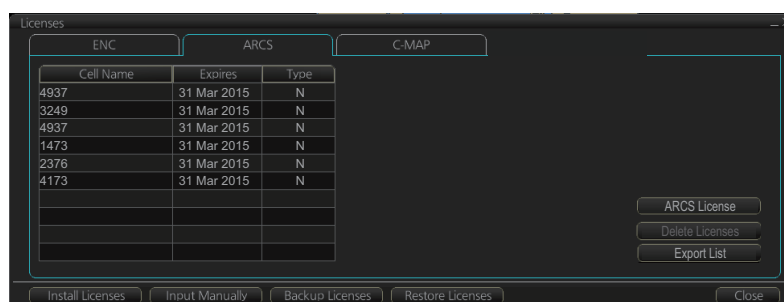 Licenses
ENC ARCS C-MAP
Cell Name Expires Type
4937 31 Mar 2015 N
3249 31 Mar 2015 N
4937 31 Mar 2015 N
1473 31 Mar 2015 N
2376 31 Mar 2015 N
4173 31 Mar 2015 N
ARCS License
Delete Licenses
Export List
Install Licenses Input Manually Backup Licenses Restore Licenses Close